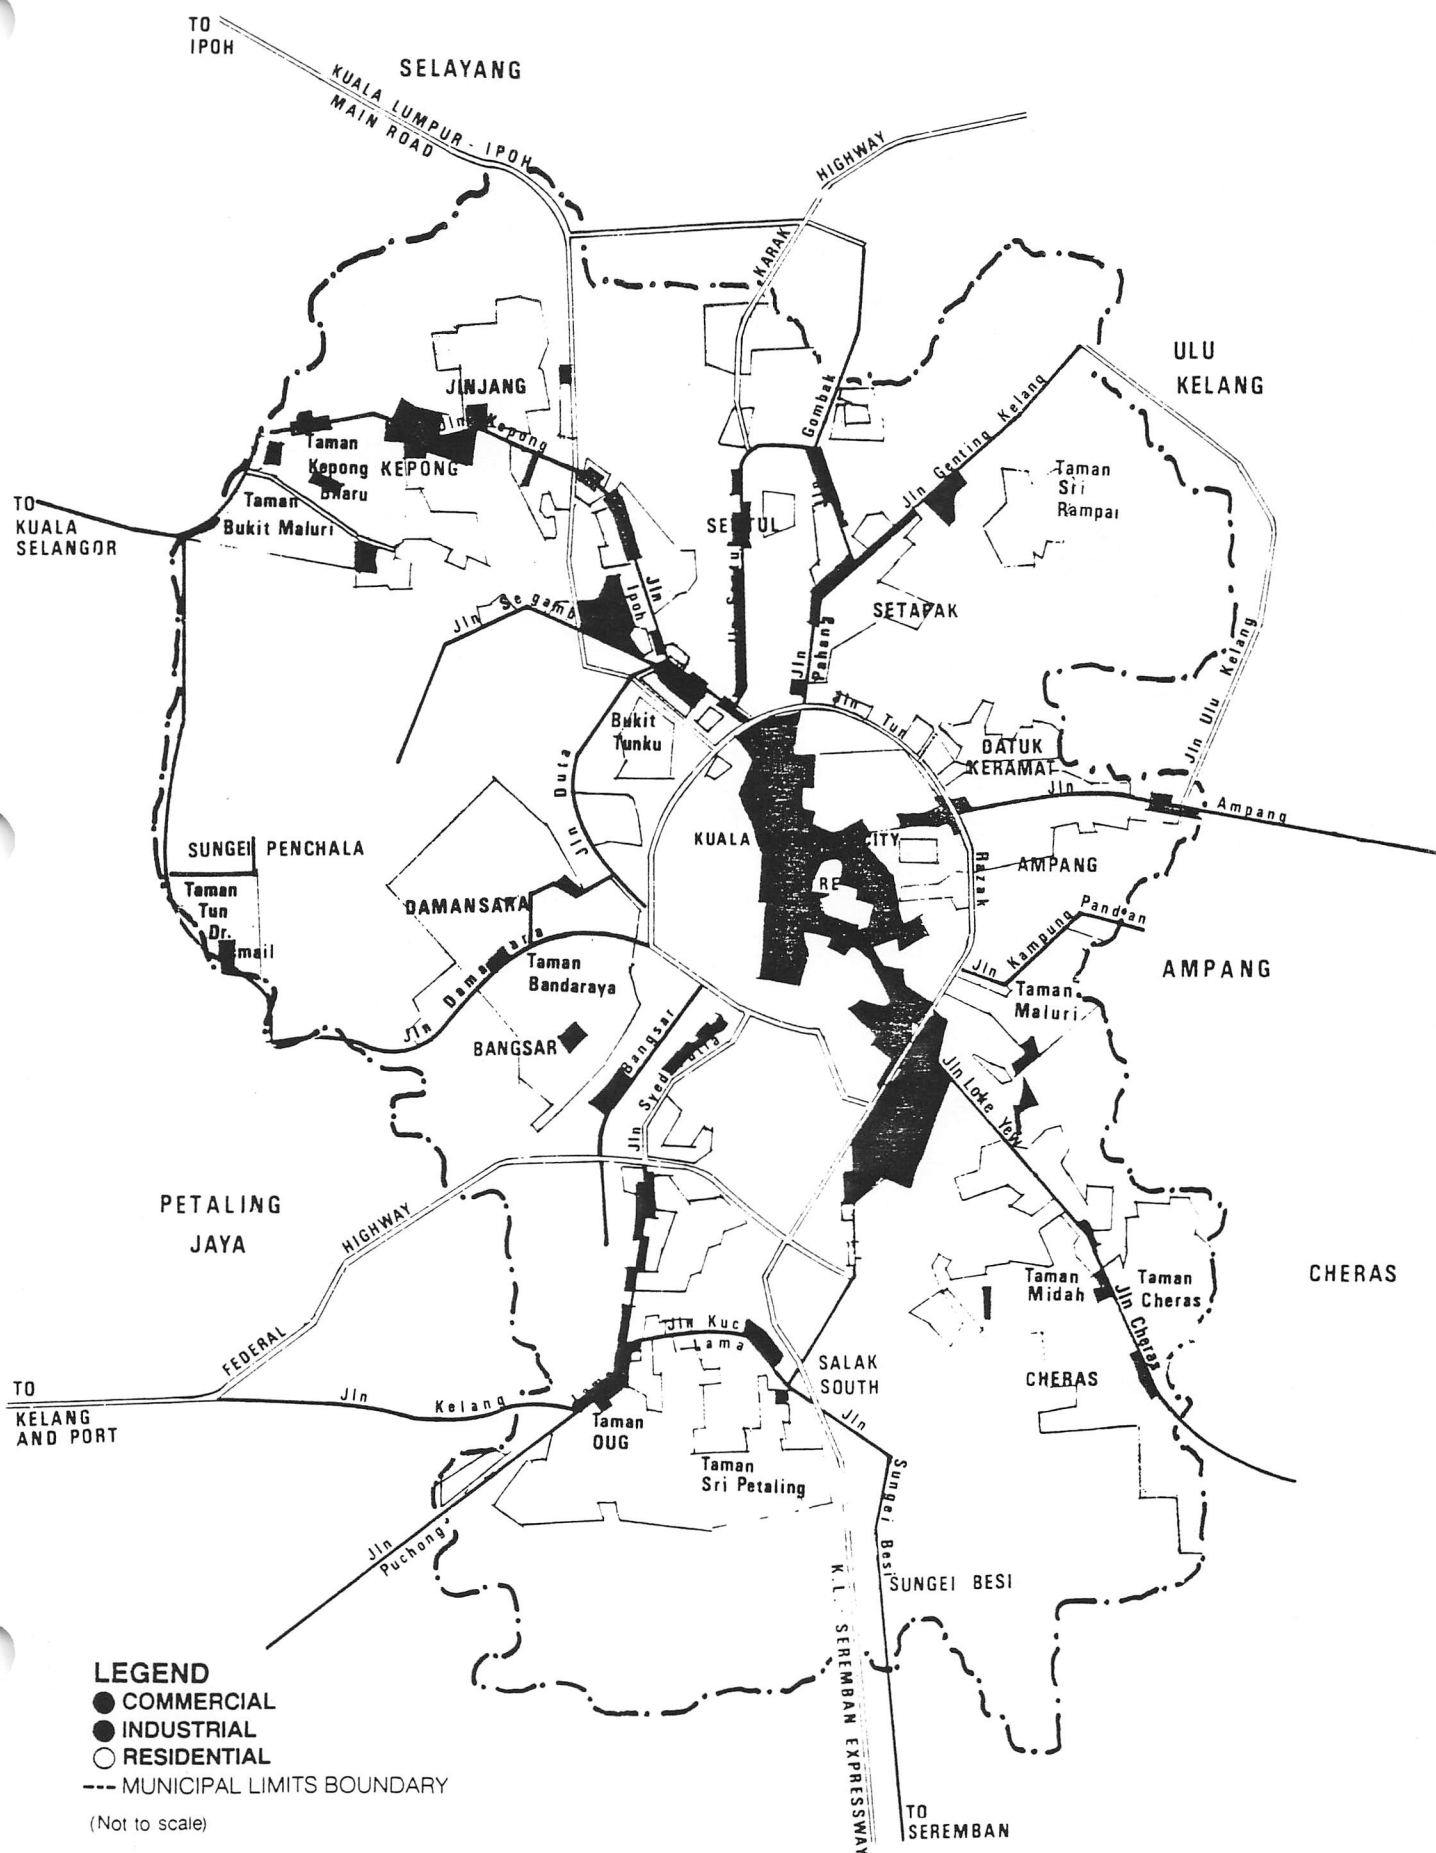 TO
IPOH
SELAYANG
KUALA LUMPUR - IPOH
MAIN ROAD
KARAK
HIGHWAY
ULU
KELANG
JINJANG
Jln Kepong
Taman
Kepong
Bharu
KEPONG
Taman
Bukit Maluri
TO
KUALA
SELANGOR
Jln Segamb
Jln
Ipoh
Gombak
Jln Genting Kelang
Taman
Sri
Rampai
SETAPAK
Jln
Pahang
Jln Ulu Kelang
Jln Tun
Razak
Bukit
Tunku
Jln Duta
DATUK
KERAMAT
Jln Ampang
KUALA
CITY
RE
AMPANG
SUNGEI PENCHALA
Taman
Tun
Dr.
mail
DAMANSARA
Jln Damansara
Taman
Bandaraya
Jln Kampung Pandan
AMPANG
Taman
Maluri
BANGSAR
Bangsar
Jln Syed
Jln Loke Yew
PETALING
JAYA
FEDERAL HIGHWAY
Taman
Midah
Taman
Cheras
Jln Cheras
CHERAS
Jln Kuc
Lama
SALAK
SOUTH
CHERAS
TO
KELANG
AND PORT
Jln Kelang
Taman
OUG
Taman
Sri Petaling
Jln Sungei Besi
Jln
Puchong
SUNGEI BESI
K.L. SEREMBAN EXPRESSWAY
TO
SEREMBAN
LEGEND
COMMERCIAL
INDUSTRIAL
RESIDENTIAL
MUNICIPAL LIMITS BOUNDARY
(Not to scale)